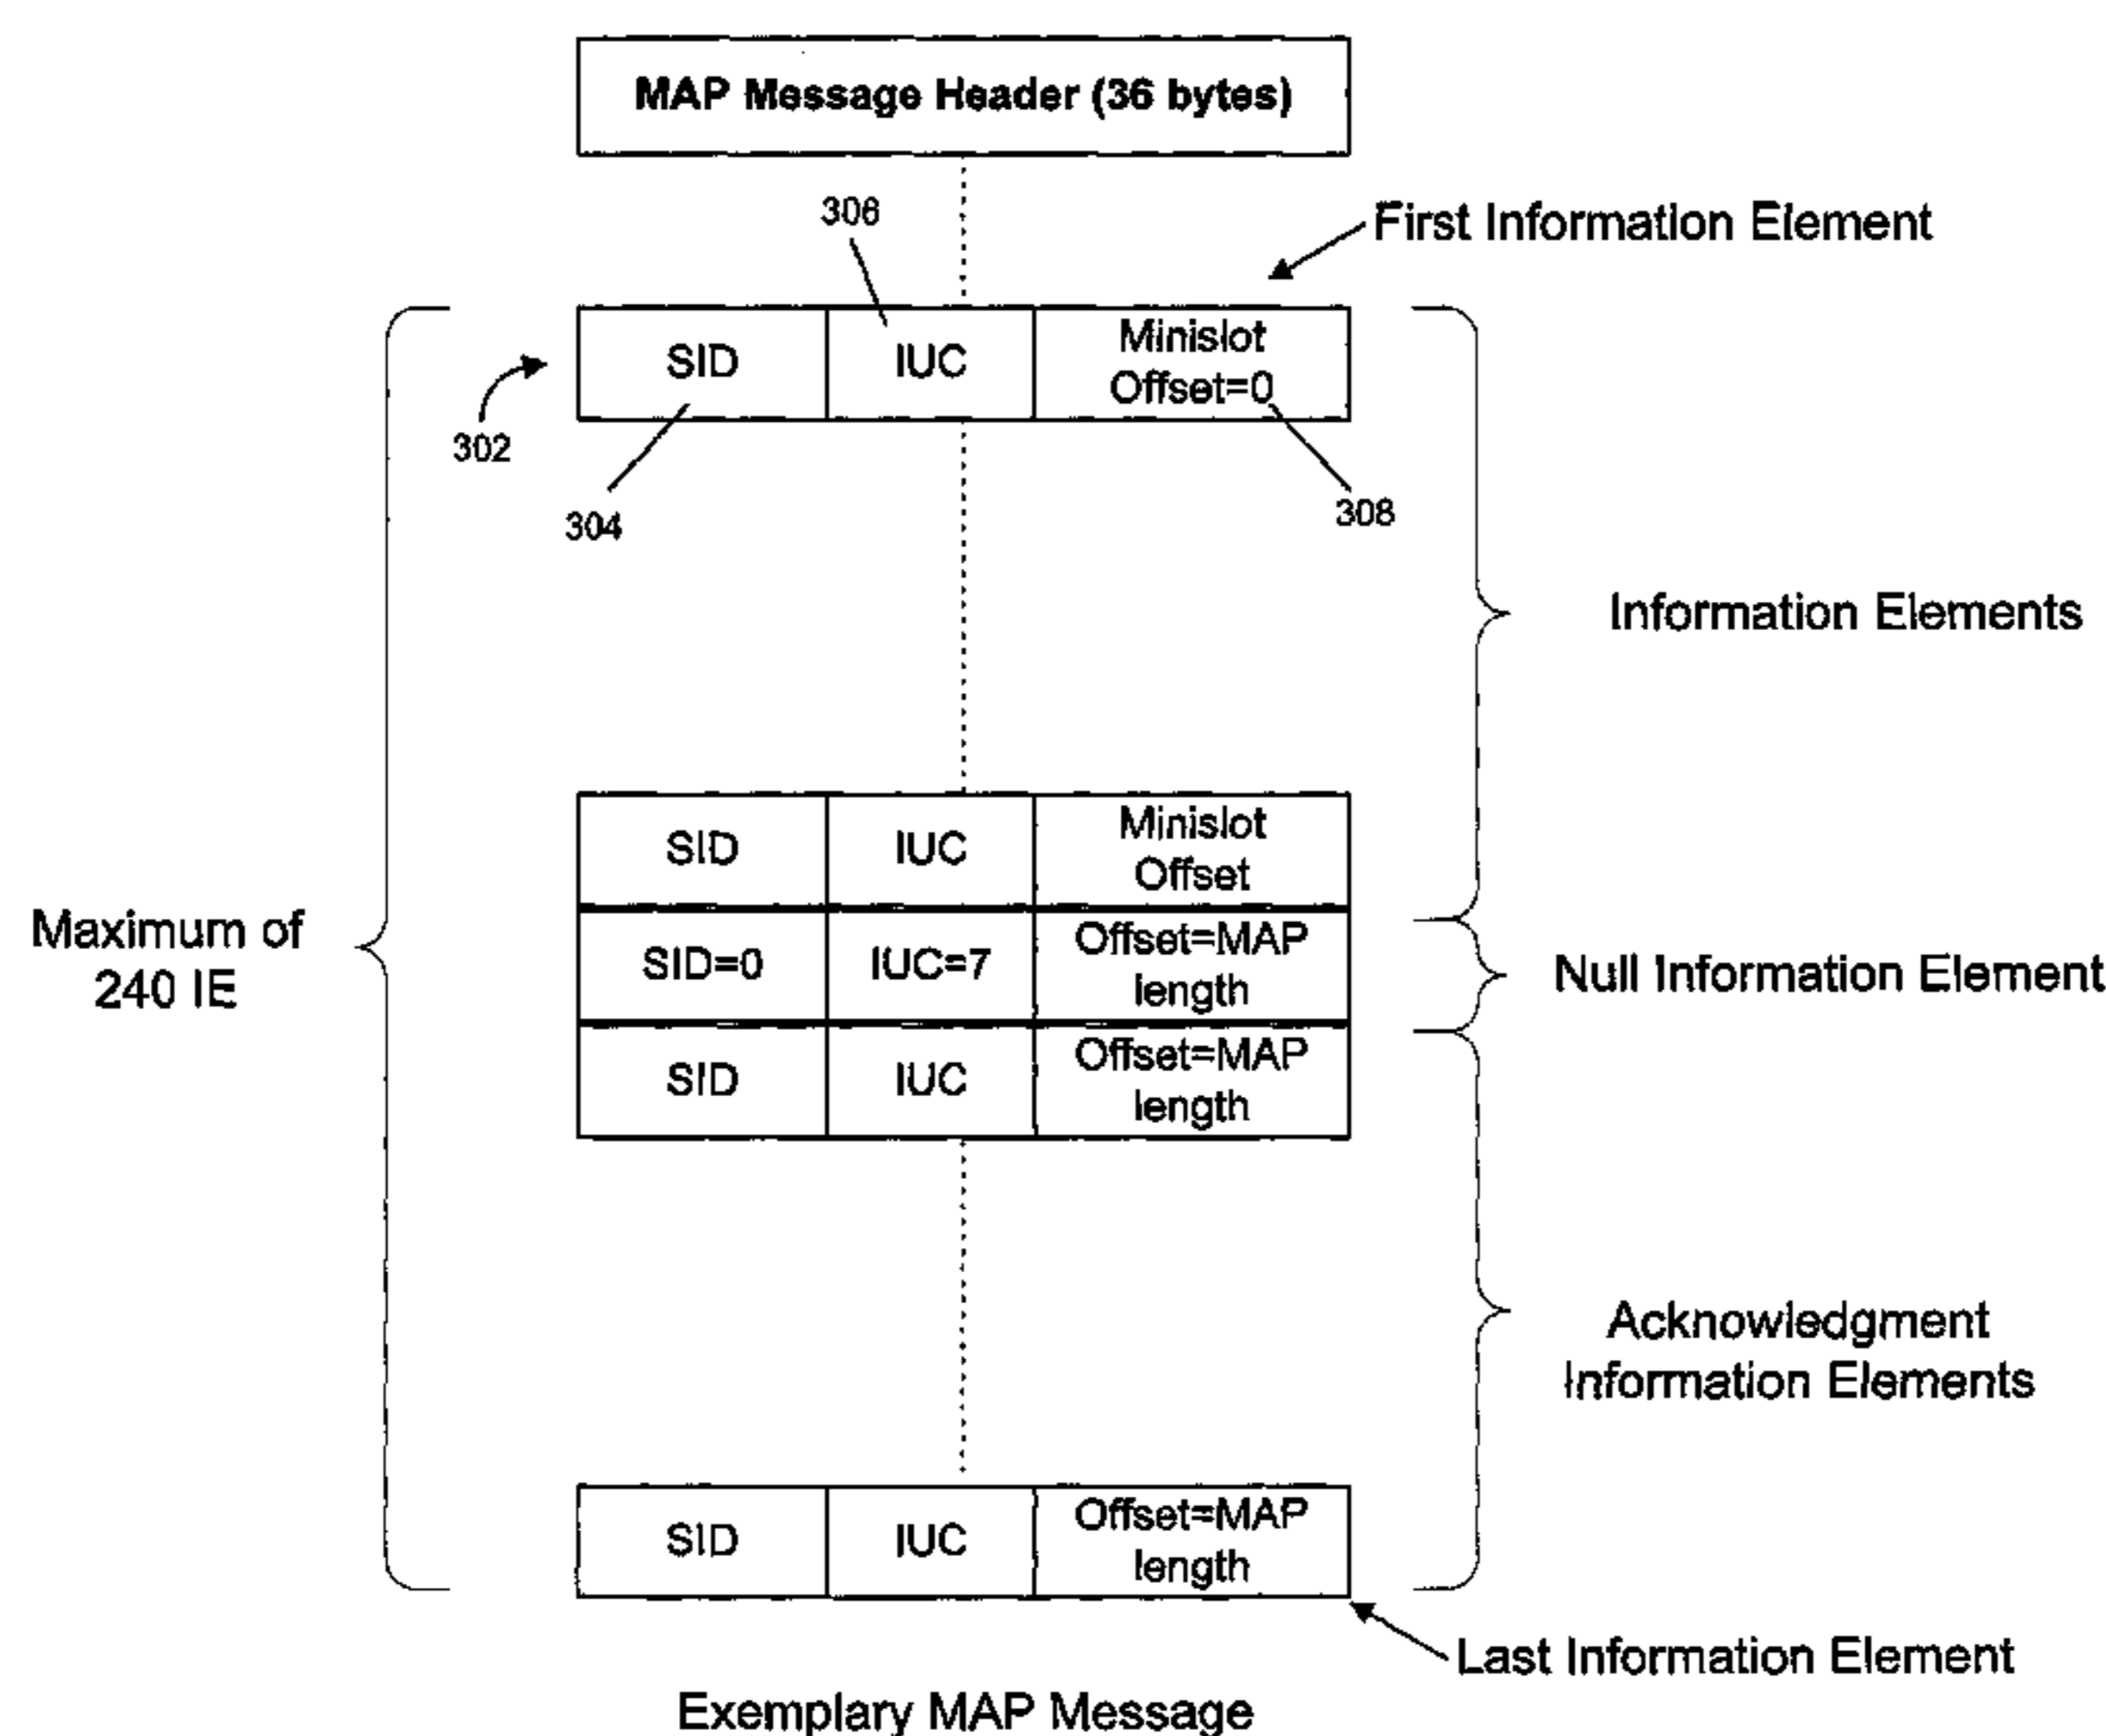 MAP Message Header (36 bytes)
306
First Information Element
SID
IUC
Minislot
Offset=0
302
304
308
Information Elements
SID
IUC
Minislot
Offset
Maximum of
240 IE
SID=0
IUC=7
Offset=MAP
length
Null Information Element
SID
IUC
Offset=MAP
length
Acknowledgment
Information Elements
SID
IUC
Offset=MAP
length
Last Information Element
Exemplary MAP Message